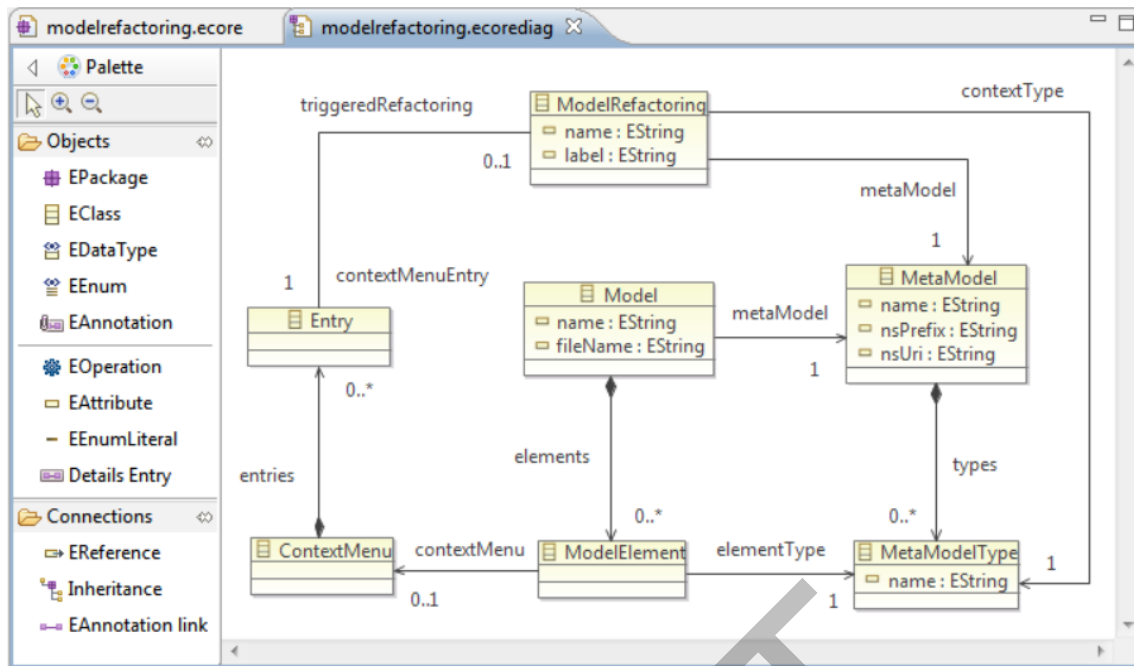 modelrefactoring.ecore
modelrefactoring.ecorediag
Palette
Objects
EPackage
EClass
EDataType
EEnum
EAnnotation
EOperation
EAttribute
EEnumLiteral
Details Entry
Connections
EReference
Inheritance
EAnnotation link
triggeredRefactoring
0..1
ModelRefactoring
name : EString
label : EString
contextType
metaModel
1
1
contextMenuEntry
Entry
0..*
Model
name : EString
fileName : EString
metaModel
1
MetaModel
name : EString
nsPrefix : EString
nsUri : EString
entries
elements
types
0..*
0..*
ContextMenu
contextMenu
0..1
ModelElement
elementType
1
MetaModelType
name : EString
1